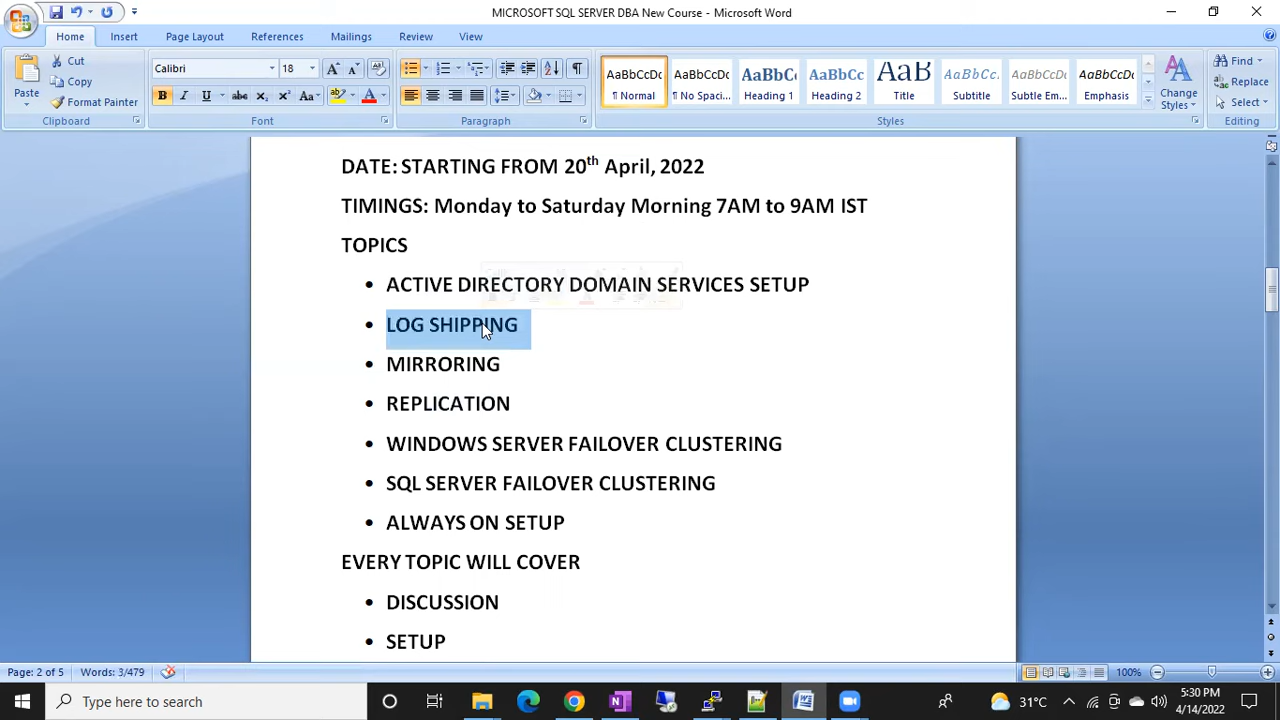 MICROSOFT SQL SERVER DBA New Course - Microsoft Word
Home Insert Page Layout References Mailings Review View
Paste Cut Copy Format Painter
Calibri 18
B I U abc x₂ x² Aa A
AaBbCcDc ¶ Normal AaBbCcDc ¶ No Spaci... AaBbCc Heading 1 AaBbCc Heading 2 AaB Title AaBbCc. Subtitle AaBbCcDc Subtle Em... AaBbCcDc Emphasis
Change Styles
Find Replace Select
Clipboard Font Paragraph Styles Editing
DATE: STARTING FROM 20th April, 2022
TIMINGS: Monday to Saturday Morning 7AM to 9AM IST
TOPICS
• ACTIVE DIRECTORY DOMAIN SERVICES SETUP
• LOG SHIPPING
• MIRRORING
• REPLICATION
• WINDOWS SERVER FAILOVER CLUSTERING
• SQL SERVER FAILOVER CLUSTERING
• ALWAYS ON SETUP
EVERY TOPIC WILL COVER
• DISCUSSION
• SETUP
Page: 2 of 5 Words: 3/479 100%
Type here to search 31°C 5:30 PM
4/14/2022